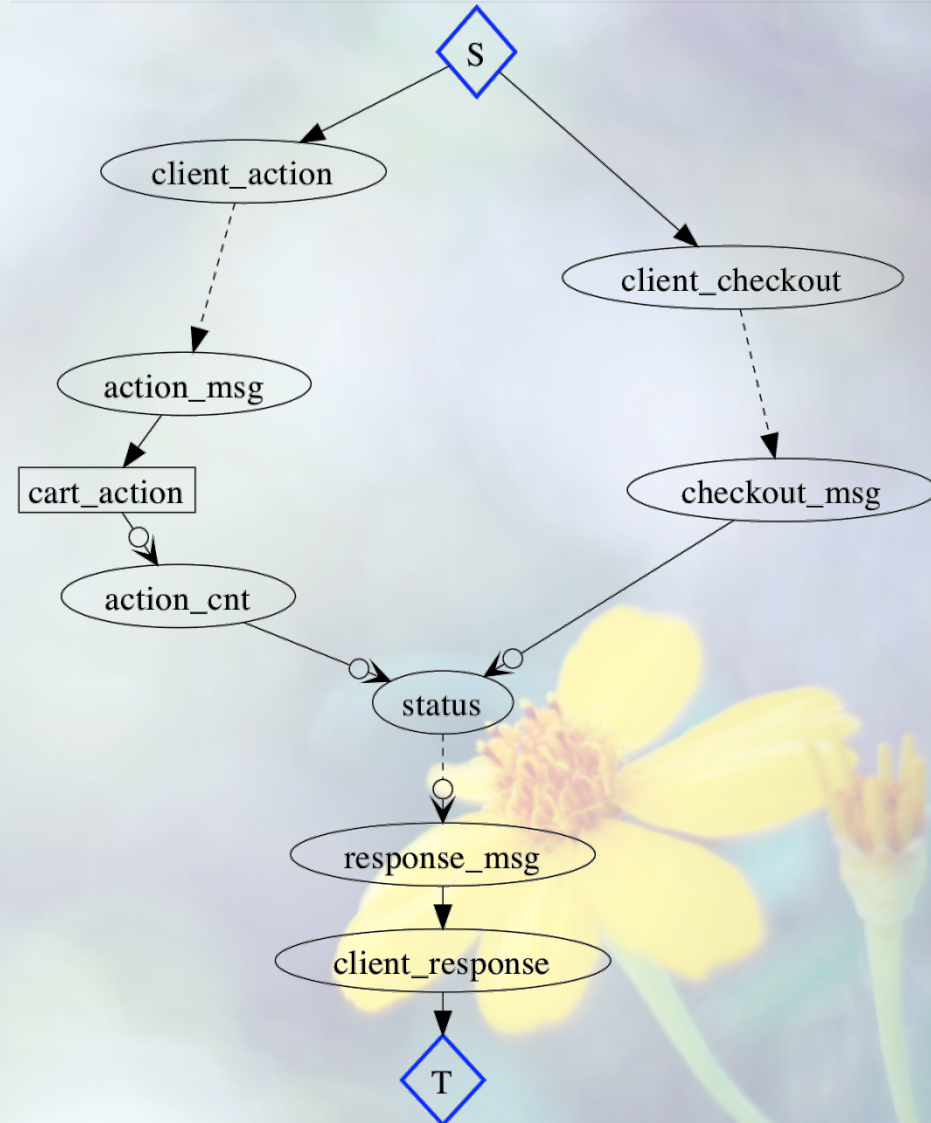 S
client_action
client_checkout
action_msg
cart_action
checkout_msg
action_cnt
status
response_msg
client_response
T